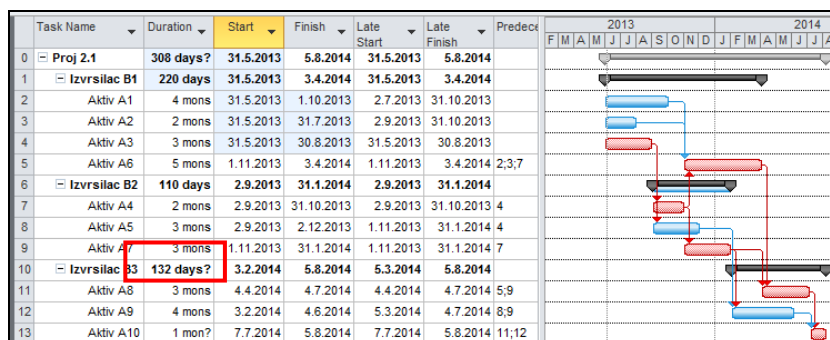 Task Name Duration Start Finish Late Start Late Finish Predece 2013 2014
F M A M J J A S O N D J F M A M J J A
0 Proj 2.1 308 days? 31.5.2013 5.8.2014 31.5.2013 5.8.2014
1 Izvrsilac B1 220 days 31.5.2013 3.4.2014 31.5.2013 3.4.2014
2 Aktiv A1 4 mons 31.5.2013 1.10.2013 2.7.2013 31.10.2013
3 Aktiv A2 2 mons 31.5.2013 31.7.2013 2.9.2013 31.10.2013
4 Aktiv A3 3 mons 31.5.2013 30.8.2013 31.5.2013 30.8.2013
5 Aktiv A6 5 mons 1.11.2013 3.4.2014 1.11.2013 3.4.2014 2;3;7
6 Izvrsilac B2 110 days 2.9.2013 31.1.2014 2.9.2013 31.1.2014
7 Aktiv A4 2 mons 2.9.2013 31.10.2013 2.9.2013 31.10.2013 4
8 Aktiv A5 3 mons 2.9.2013 2.12.2013 1.11.2013 31.1.2014 4
9 Aktiv A7 3 mons 1.11.2013 31.1.2014 1.11.2013 31.1.2014 7
10 Izvrsilac B3 132 days? 3.2.2014 5.8.2014 5.3.2014 5.8.2014
11 Aktiv A8 3 mons 4.4.2014 4.7.2014 4.4.2014 4.7.2014 5;9
12 Aktiv A9 4 mons 3.2.2014 4.6.2014 5.3.2014 4.7.2014 8;9
13 Aktiv A10 1 mon? 7.7.2014 5.8.2014 7.7.2014 5.8.2014 11;12